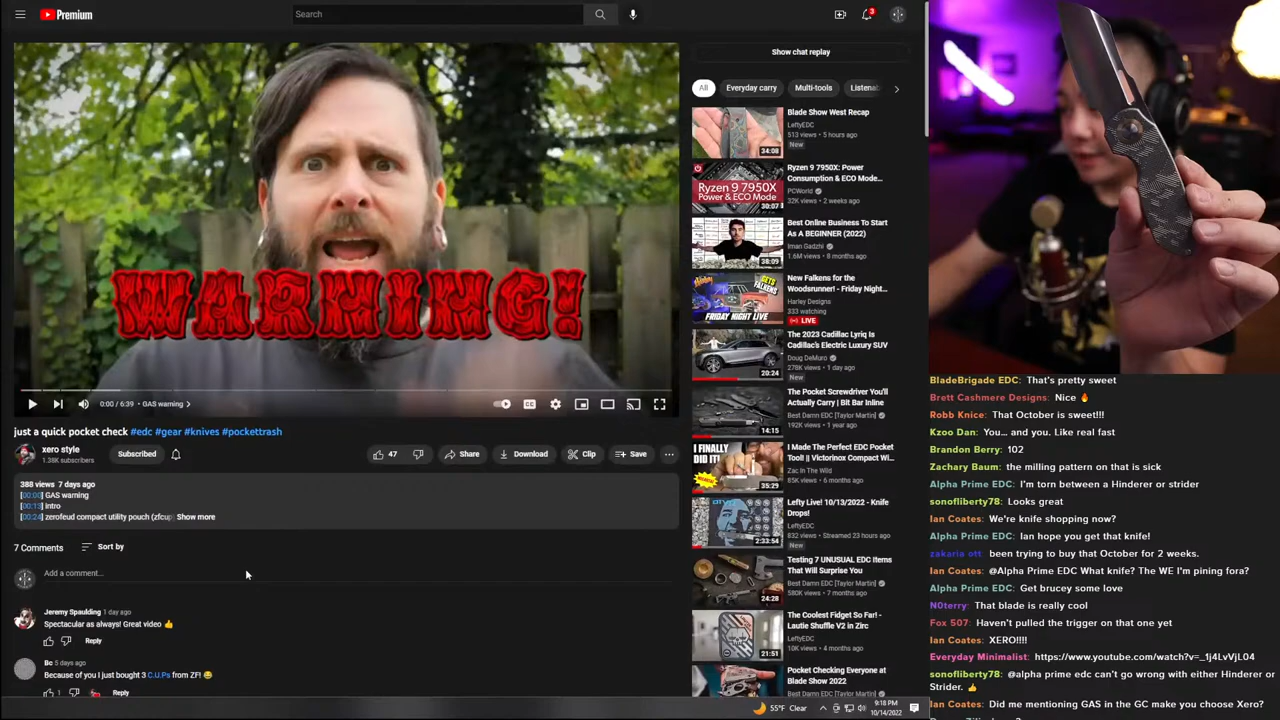 Premium
Search
3
WARNING!
0:00 / 6:39 • GAS warning
just a quick pocket check #edc #gear #knives #pockettrash
xero style
1.38K subscribers
Subscribed
47
Share
Download
Clip
Save
388 views 7 days ago
[00:00] GAS warning
[00:13] intro
[00:24] zerofeud compact utility pouch (zfcup) Show more
7 Comments
Sort by
Add a comment...
Jeremy Spaulding 1 day ago
Spectacular as always! Great video 👍
Reply
Bc 5 days ago
Because of you I just bought 3 C.U.Ps from ZF! 😂
1
Reply
Show chat replay
All
Everyday carry
Multi-tools
Blade Show West Recap
LeftyEDC
513 views • 5 hours ago
New
34:08
Ryzen 9 7950X: Power
Consumption & ECO Mode...
PCWorld
32K views • 2 weeks ago
Ryzen 9 7950X
Power & ECO Mode
30:07
Best Online Business To Start
As A BEGINNER (2022)
Iman Gadzhi
1.6M views • 8 months ago
38:09
New Falkens for the
Woodsrunner! - Friday Night...
Harley Designs
333 watching
LIVE
GETS
FALKENS
FRIDAY NIGHT LIVE
The 2023 Cadillac Lyriq Is
Cadillac's Electric Luxury SUV
Doug DeMuro
278K views • 1 day ago
New
20:24
The Pocket Screwdriver You'll
Actually Carry | Bit Bar Inline
Best Damn EDC [Taylor Martin]
192K views • 1 year ago
14:15
I Made The Perfect EDC Pocket
Tool! || Victorinox Compact Wi...
Zac In The Wild
85K views • 6 months ago
I FINALLY
DID IT!
35:29
Lefty Live! 10/13/2022 - Knife
Drops!
LeftyEDC
832 views • Streamed 23 hours ago
New
2:33:54
Testing 7 UNUSUAL EDC Items
That Will Surprise You
Best Damn EDC [Taylor Martin]
580K views • 7 months ago
24:28
The Coolest Fidget So Far! -
Lautie Shuffle V2 in Zirc
LeftyEDC
10K views • 4 months ago
21:51
Pocket Checking Everyone at
Blade Show 2022
Best Damn EDC [Taylor Martin]
55°F Clear
9:18 PM
10/14/2022
BladeBrigade EDC: That's pretty sweet
Brett Cashmere Designs: Nice 🔥
Robb Knice: That October is sweet!!!
Kzoo Dan: You... and you. Like real fast
Brandon Berry: 102
Zachary Baum: the milling pattern on that is sick
Alpha Prime EDC: I'm torn between a Hinderer or strider
sonofliberty78: Looks great
Ian Coates: We're knife shopping now?
Alpha Prime EDC: Ian hope you get that knife!
zakaria ott: been trying to buy that October for 2 weeks.
Ian Coates: @Alpha Prime EDC What knife? The WE I'm pining for?
Alpha Prime EDC: Get brucey some love
N0terry: That blade is really cool
Fox 507: Haven't pulled the trigger on that one yet
Ian Coates: XERO!!!!
Everyday Minimalist: https://www.youtube.com/watch?v=_1j4LvVjL04
sonofliberty78: @alpha prime edc can't go wrong with either Hinderer or
Strider. 👍
Ian Coates: Did me mentioning GAS in the GC make you choose Xero?